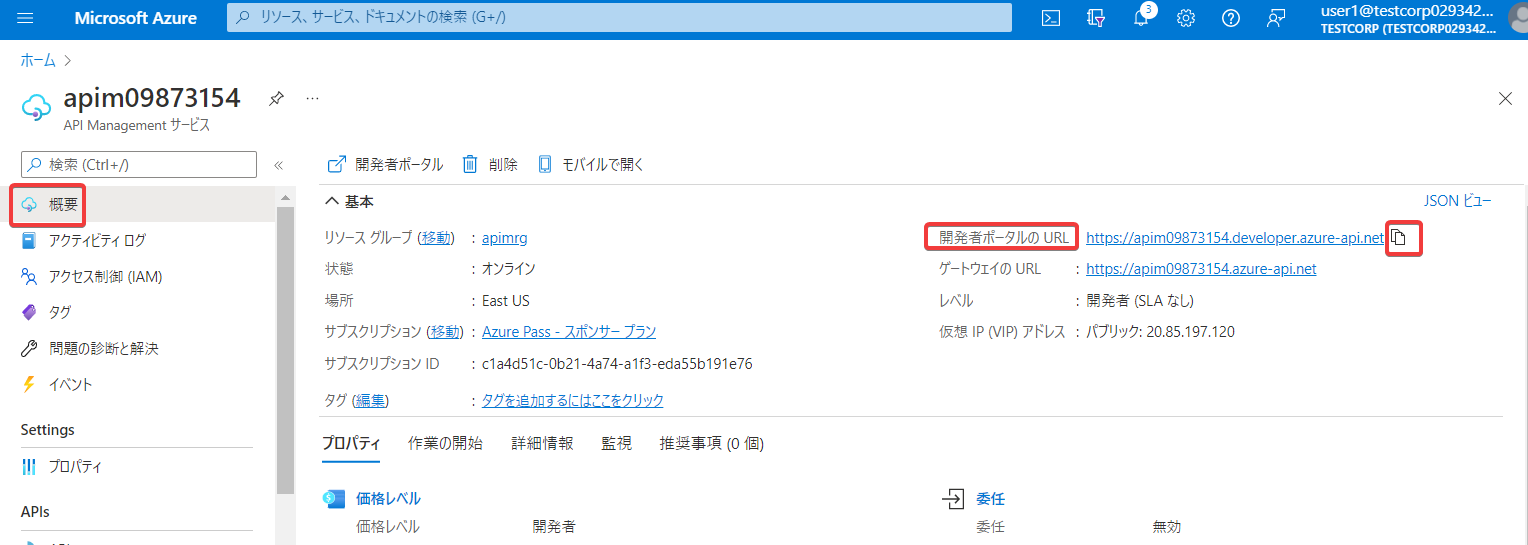 Microsoft Azure
リソース、サービス、ドキュメントの検索 (G+/)
3
user1@testcorp029342...
TESTCORP (TESTCORP029342...
ホーム
apim09873154
...
API Management サービス
検索 (Ctrl+/)
概要
アクティビティ ログ
アクセス制御 (IAM)
タグ
問題の診断と解決
イベント
Settings
プロパティ
APIs
開発者ポータル 削除 モバイルで開く
基本
JSON ビュー
リソース グループ (移動) : apimrg
状態 : オンライン
場所 : East US
サブスクリプション (移動) : Azure Pass - スポンサー プラン
サブスクリプション ID : c1a4d51c-0b21-4a74-a1f3-eda55b191e76
タグ (編集) : タグを追加するにはここをクリック
開発者ポータルの URL : https://apim09873154.developer.azure-api.net
ゲートウェイの URL : https://apim09873154.azure-api.net
レベル : 開発者 (SLA なし)
仮想 IP (VIP) アドレス : パブリック: 20.85.197.120
プロパティ 作業の開始 詳細情報 監視 推奨事項 (0 個)
価格レベル
価格レベル 開発者
委任
委任 無効